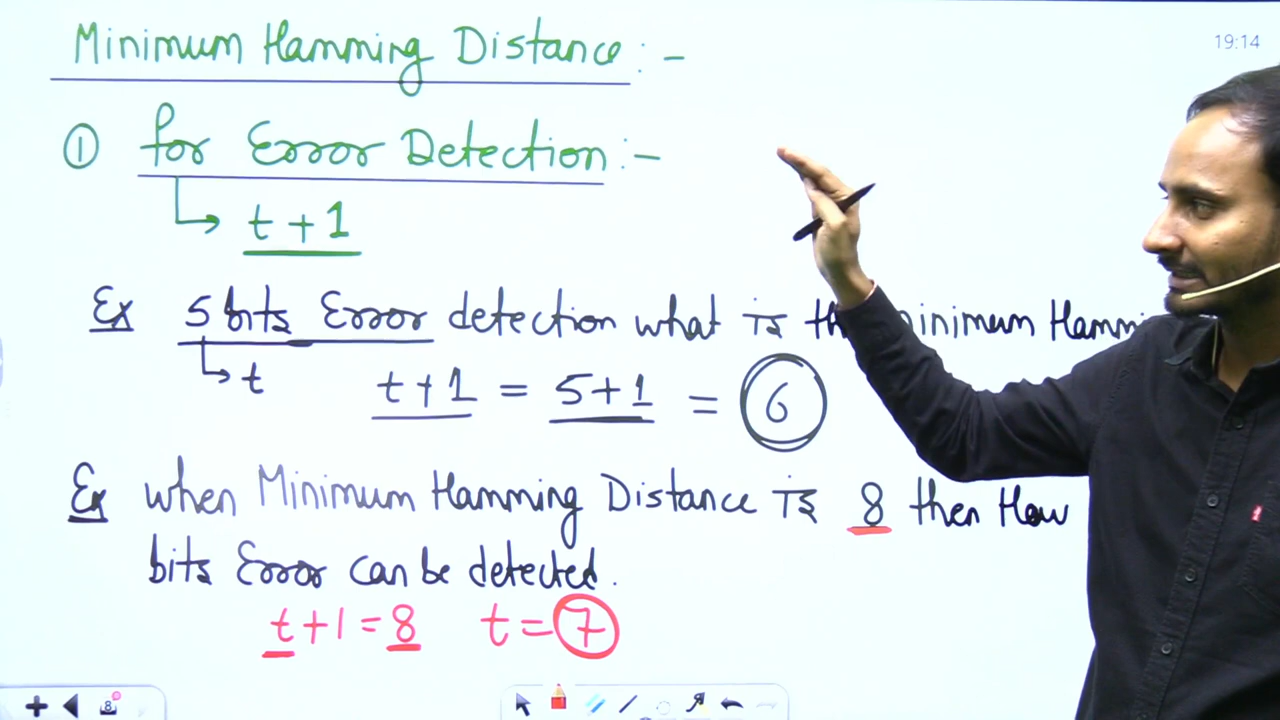 Minimum Hamming Distance :-
19:14
① for Error Detection :-
t + 1
Ex 5 bits Error detection what is minimum
t
t + 1 = 5+1 = 6
Ex when Minimum Hamming Distance is 8 then How
bits Error can be detected.
t + 1 = 8 t = 7
8